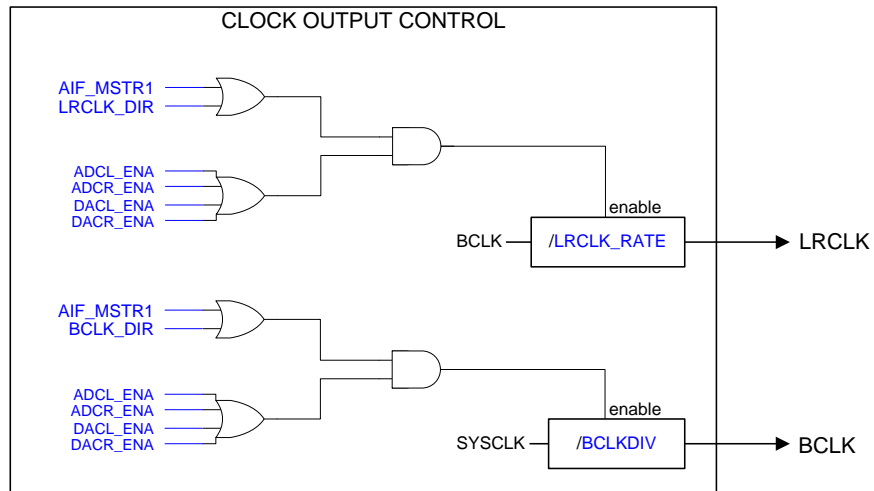 CLOCK OUTPUT CONTROL
AIF_MSTR1
LRCLK_DIR
ADCL_ENA
ADCR_ENA
DACL_ENA
DACR_ENA
enable
BCLK
/LRCLK_RATE
LRCLK
AIF_MSTR1
BCLK_DIR
ADCL_ENA
ADCR_ENA
DACL_ENA
DACR_ENA
enable
SYSCLK
/BCLKDIV
BCLK